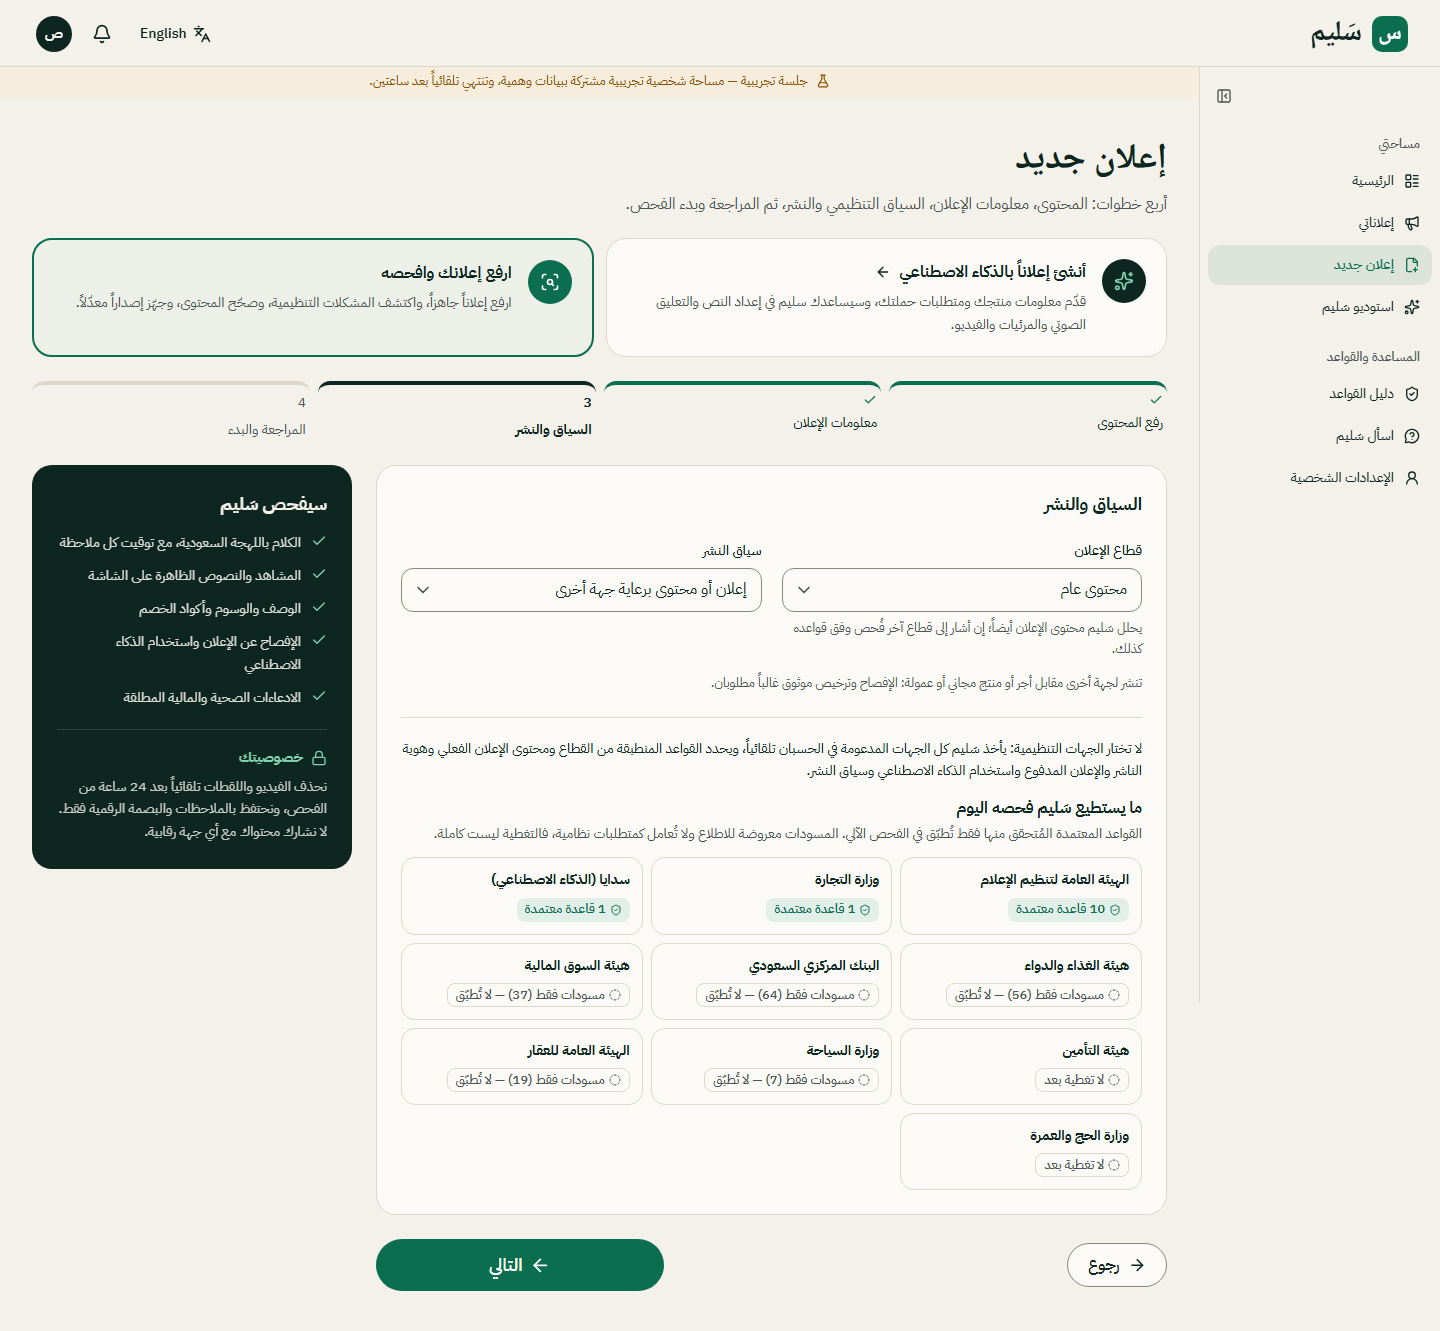 س سَليم
English
ص
جلسة تجريبية — مساحة شخصية تجريبية مشتركة ببيانات وهمية، وتنتهي تلقائياً بعد ساعتين.
مساحتي
الرئيسية
إعلاناتي
إعلان جديد
استوديو سَليم
المساعدة والقواعد
دليل القواعد
اسأل سَليم
الإعدادات الشخصية
إعلان جديد
أربع خطوات: المحتوى، معلومات الإعلان، السياق التنظيمي والنشر، ثم المراجعة وبدء الفحص.
أنشئ إعلاناً بالذكاء الاصطناعي ←
قدّم معلومات منتجك ومتطلبات حملتك، وسيساعدك سليم في إعداد النص والتعليق
الصوتي والمرئيات والفيديو.
ارفع إعلانك وافحصه
ارفع إعلاناً جاهزاً، واكتشف المشكلات التنظيمية، وصحّح المحتوى، وجهّز إصداراً معدّلاً.
رفع المحتوى
معلومات الإعلان
3
السياق والنشر
4
المراجعة والبدء
السياق والنشر
قطاع الإعلان
محتوى عام
يحلل سَليم محتوى الإعلان أيضاً؛ إن أشار إلى قطاع آخر فُحص وفق قواعده
كذلك.
سياق النشر
إعلان أو محتوى برعاية جهة أخرى
تنشر لجهة أخرى مقابل أجر أو منتج مجاني أو عمولة: الإفصاح وترخيص موثوق غالباً مطلوبان.
لا تختار الجهات التنظيمية: يأخذ سَليم كل الجهات المدعومة في الحسبان تلقائياً، ويحدد القواعد المنطبقة من القطاع ومحتوى الإعلان الفعلي وهوية
الناشر والإعلان المدفوع واستخدام الذكاء الاصطناعي وسياق النشر.
ما يستطيع سَليم فحصه اليوم
القواعد المعتمدة المُتحقق منها فقط تُطبّق في الفحص الآلي. المسودات معروضة للاطلاع ولا تُعامل كمتطلبات نظامية، فالتغطية ليست كاملة.
الهيئة العامة لتنظيم الإعلام
10 قاعدة معتمدة
وزارة التجارة
1 قاعدة معتمدة
سدايا (الذكاء الاصطناعي)
1 قاعدة معتمدة
هيئة الغذاء والدواء
مسودات فقط (56) — لا تُطبّق
البنك المركزي السعودي
مسودات فقط (64) — لا تُطبّق
هيئة السوق المالية
مسودات فقط (37) — لا تُطبّق
هيئة التأمين
لا تغطية بعد
وزارة السياحة
مسودات فقط (7) — لا تُطبّق
الهيئة العامة للعقار
مسودات فقط (19) — لا تُطبّق
وزارة الحج والعمرة
لا تغطية بعد
سيفحص سَليم
الكلام باللهجة السعودية، مع توقيت كل ملاحظة
المشاهد والنصوص الظاهرة على الشاشة
الوصف والوسوم وأكواد الخصم
الإفصاح عن الإعلان واستخدام الذكاء
الاصطناعي
الادعاءات الصحية والمالية المطلقة
خصوصيتك
نحذف الفيديو واللقطات تلقائياً بعد 24 ساعة من
الفحص، ونحتفظ بالملاحظات والبصمة الرقمية فقط.
لا نشارك محتواك مع أي جهة رقابية.
→ رجوع
← التالي